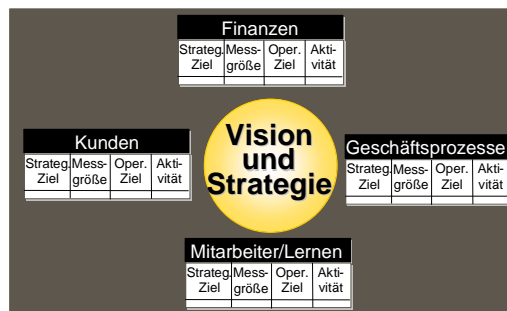 Finanzen
Strateg. Mess- Oper. Akti-
Ziel größe Ziel vität
Kunden
Strateg. Mess- Oper. Akti-
Ziel größe Ziel vität
Vision
und
Strategie
Geschäftsprozesse
Strateg. Mess- Oper. Akti-
Ziel größe Ziel vität
Mitarbeiter/Lernen
Strateg. Mess- Oper. Akti-
Ziel größe Ziel vität